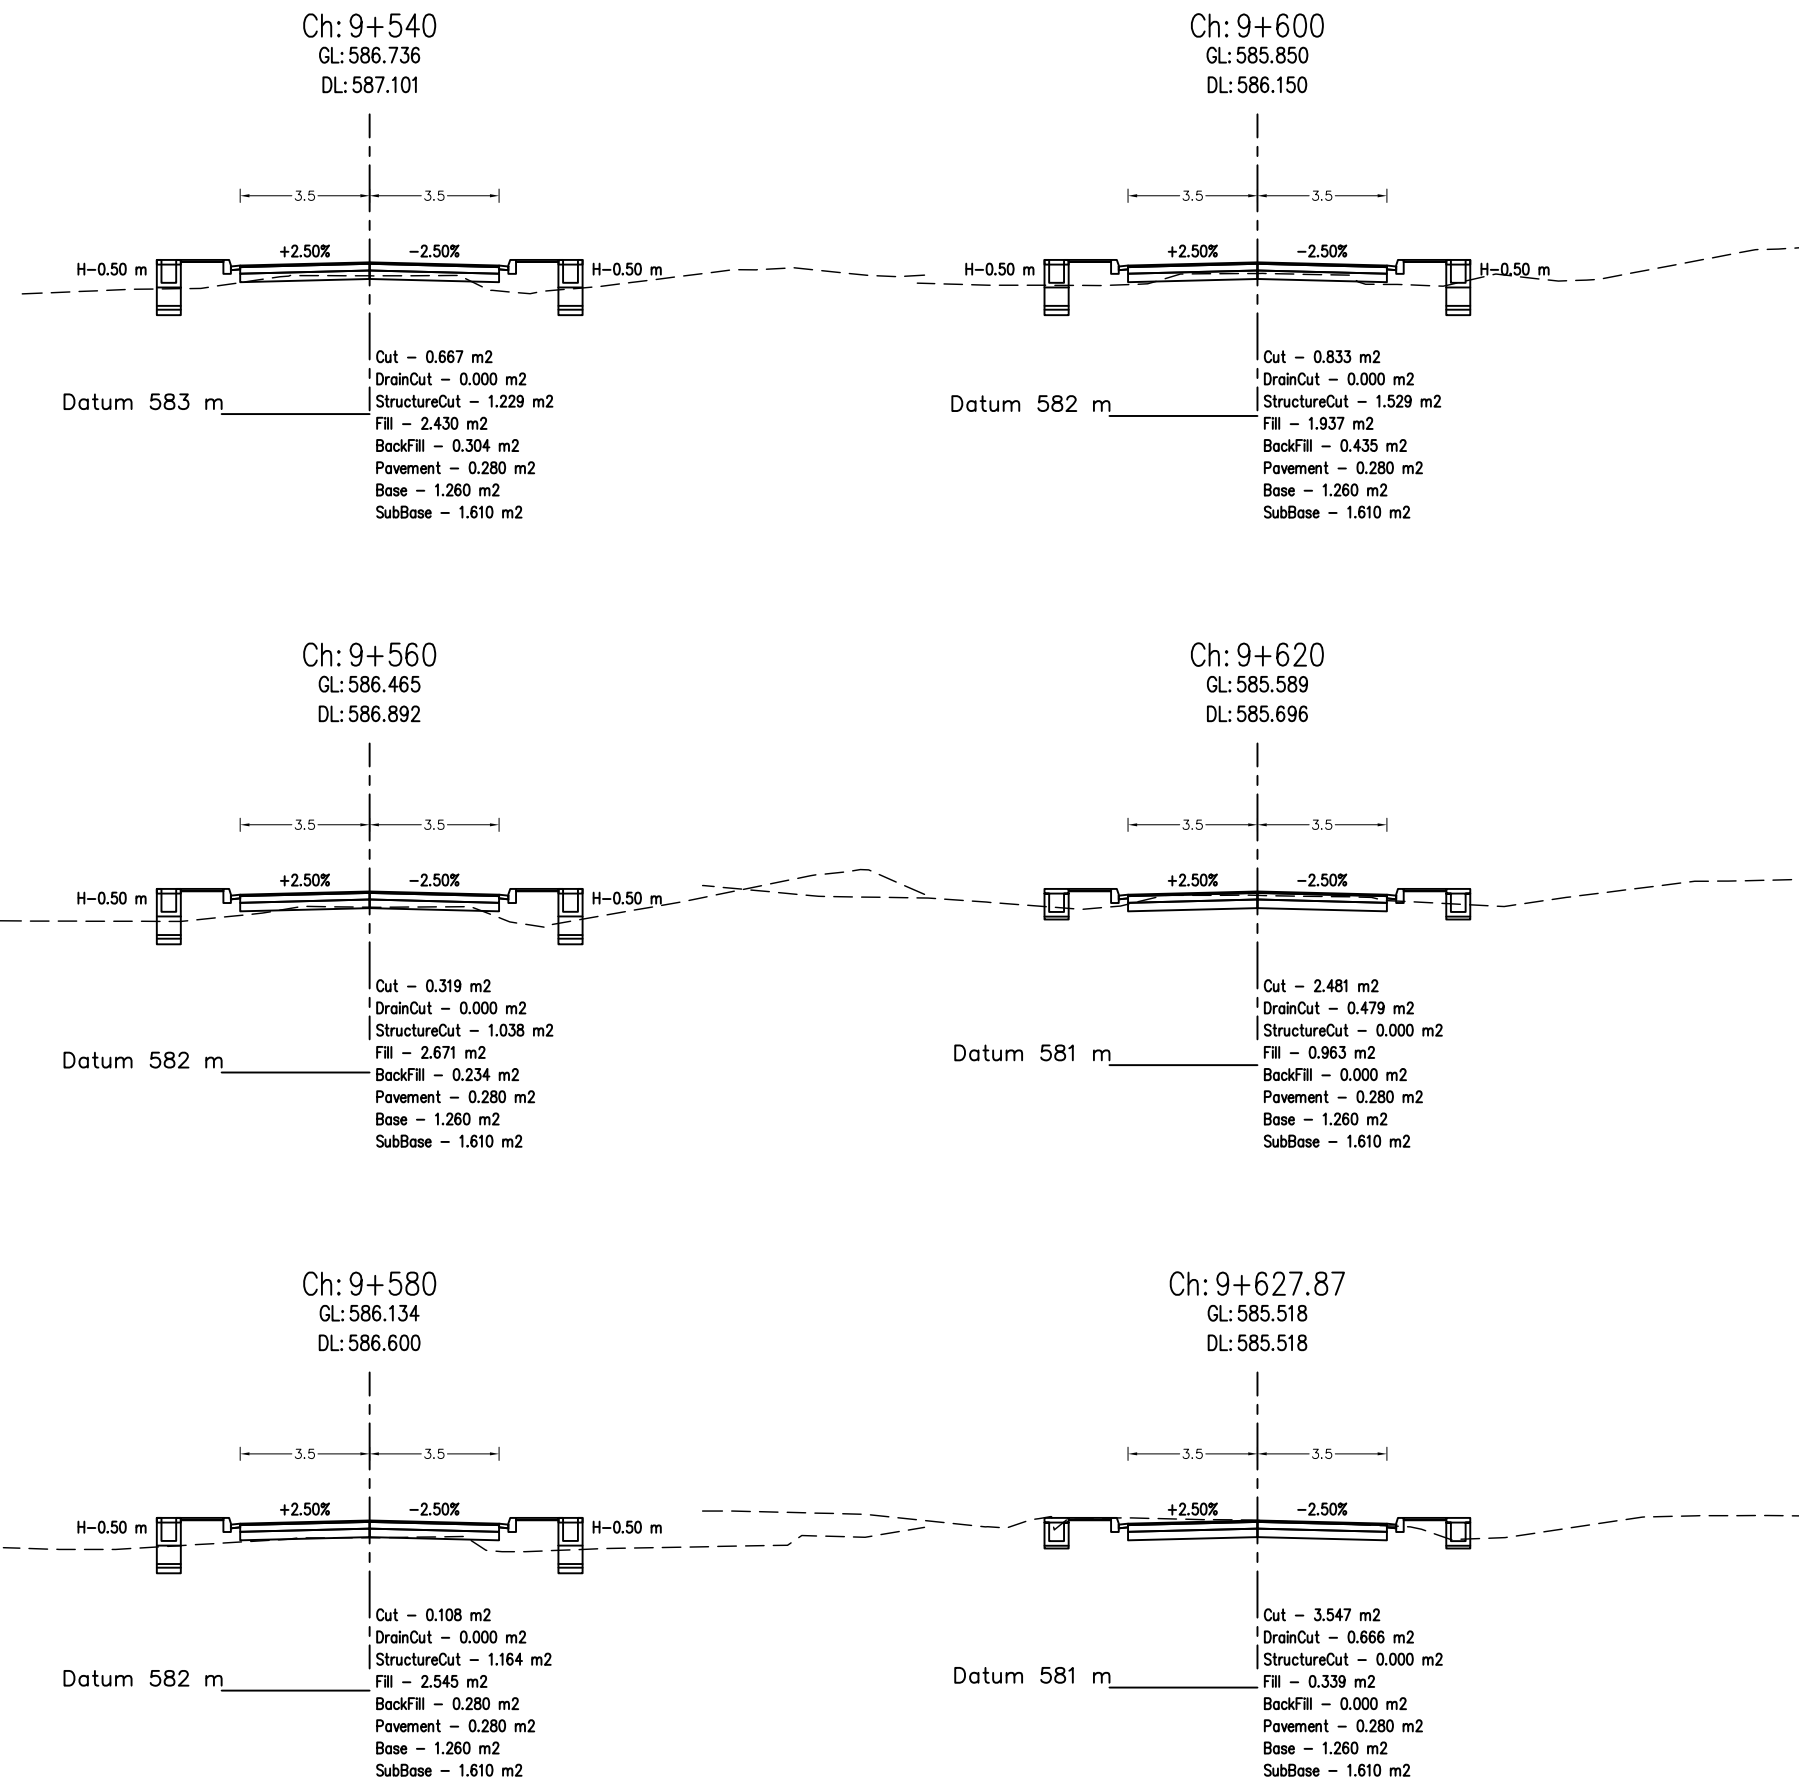 Ch: 9+540
GL: 586.736
DL: 587.101
3.5 3.5
+2.50% -2.50%
H-0.50 m H-0.50 m
Cut - 0.667 m2
DrainCut - 0.000 m2
Datum 583 m
StructureCut - 1.229 m2
Fill - 2.430 m2
BackFill - 0.304 m2
Pavement - 0.280 m2
Base - 1.260 m2
SubBase - 1.610 m2
Ch: 9+600
GL: 585.850
DL: 586.150
3.5 3.5
+2.50% -2.50%
H-0.50 m H-0.50 m
Cut - 0.833 m2
DrainCut - 0.000 m2
Datum 582 m
StructureCut - 1.529 m2
Fill - 1.937 m2
BackFill - 0.435 m2
Pavement - 0.280 m2
Base - 1.260 m2
SubBase - 1.610 m2
Ch: 9+560
GL: 586.465
DL: 586.892
3.5 3.5
+2.50% -2.50%
H-0.50 m H-0.50 m
Cut - 0.319 m2
DrainCut - 0.000 m2
StructureCut - 1.038 m2
Datum 582 m
Fill - 2.671 m2
BackFill - 0.234 m2
Pavement - 0.280 m2
Base - 1.260 m2
SubBase - 1.610 m2
Ch: 9+620
GL: 585.589
DL: 585.696
3.5 3.5
+2.50% -2.50%
Cut - 2.481 m2
DrainCut - 0.479 m2
StructureCut - 0.000 m2
Datum 581 m
Fill - 0.963 m2
BackFill - 0.000 m2
Pavement - 0.280 m2
Base - 1.260 m2
SubBase - 1.610 m2
Ch: 9+580
GL: 586.134
DL: 586.600
3.5 3.5
+2.50% -2.50%
H-0.50 m H-0.50 m
Cut - 0.108 m2
DrainCut - 0.000 m2
StructureCut - 1.164 m2
Datum 582 m
Fill - 2.545 m2
BackFill - 0.280 m2
Pavement - 0.280 m2
Base - 1.260 m2
SubBase - 1.610 m2
Ch: 9+627.87
GL: 585.518
DL: 585.518
3.5 3.5
+2.50% -2.50%
Cut - 3.547 m2
DrainCut - 0.666 m2
StructureCut - 0.000 m2
Datum 581 m
Fill - 0.339 m2
BackFill - 0.000 m2
Pavement - 0.280 m2
Base - 1.260 m2
SubBase - 1.610 m2